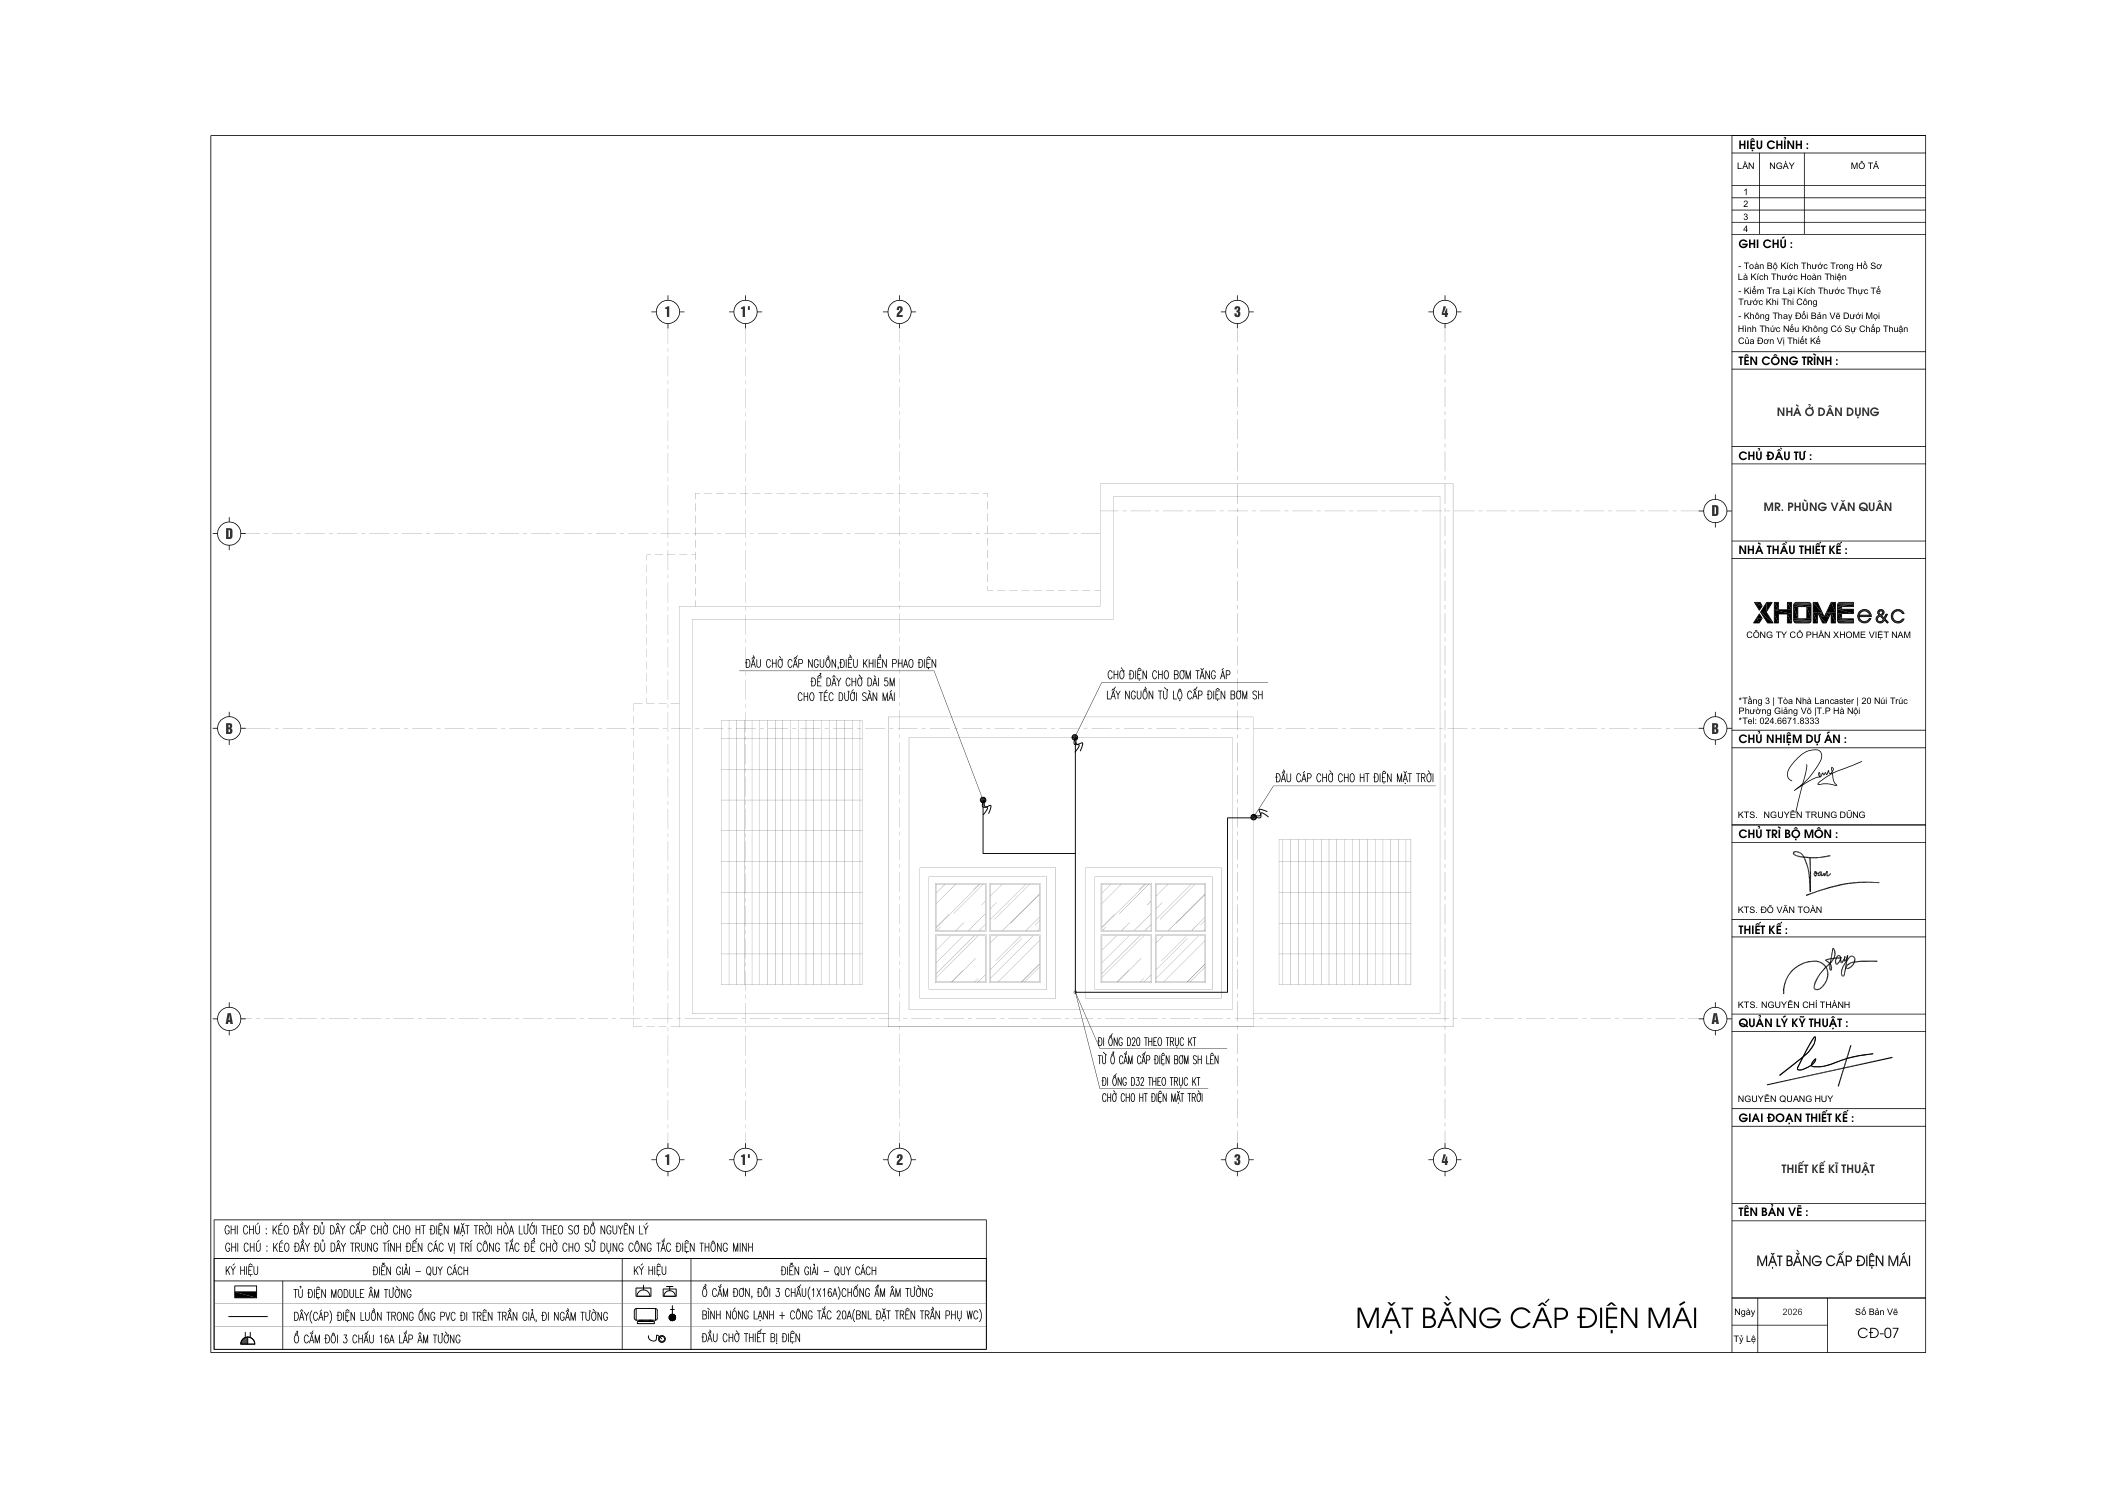 HIỆU CHỈNH :
LẦN NGÀY MÔ TẢ
1
2
3
4
GHI CHÚ :
- Toàn Bộ Kích Thước Trong Hồ Sơ
Là Kích Thước Hoàn Thiện
- Kiểm Tra Lại Kích Thước Thực Tế
Trước Khi Thi Công
- Không Thay Đổi Bản Vẽ Dưới Mọi
Hình Thức Nếu Không Có Sự Chấp Thuận
Của Đơn Vị Thiết Kế
TÊN CÔNG TRÌNH :
NHÀ Ở DÂN DỤNG
CHỦ ĐẦU TƯ :
MR. PHÙNG VĂN QUÂN
NHÀ THẦU THIẾT KẾ :
XHOME e&c
CÔNG TY CỔ PHẦN XHOME VIỆT NAM
*Tầng 3 | Tòa Nhà Lancaster | 20 Núi Trúc
Phường Giảng Võ |T.P Hà Nội
*Tel: 024.6671.8333
CHỦ NHIỆM DỰ ÁN :
KTS. NGUYỄN TRUNG DŨNG
CHỦ TRÌ BỘ MÔN :
Toan
KTS. ĐỖ VĂN TOÀN
THIẾT KẾ :
KTS. NGUYỄN CHÍ THÀNH
QUẢN LÝ KỸ THUẬT :
NGUYỄN QUANG HUY
GIAI ĐOẠN THIẾT KẾ :
THIẾT KẾ KĨ THUẬT
TÊN BẢN VẼ :
MẶT BẰNG CẤP ĐIỆN MÁI
Ngày 2026 Số Bản Vẽ
Tỷ Lệ CĐ-07
1 1' 2 3 4
D D
ĐẦU CHỜ CẤP NGUỒN,ĐIỀU KHIỂN PHAO ĐIỆN
ĐỂ DÂY CHỜ DÀI 5M
CHO TÉC DƯỚI SÀN MÁI
CHỜ ĐIỆN CHO BƠM TĂNG ÁP
LẤY NGUỒN TỪ LỘ CẤP ĐIỆN BƠM SH
B B
ĐẦU CÁP CHỜ CHO HT ĐIỆN MẶT TRỜI
A A
ĐI ỐNG D20 THEO TRỤC KT
TỪ Ổ CẮM CẤP ĐIỆN BƠM SH LÊN
ĐI ỐNG D32 THEO TRỤC KT
CHỜ CHO HT ĐIỆN MẶT TRỜI
1 1' 2 3 4
GHI CHÚ : KÉO ĐẦY ĐỦ DÂY CẤP CHỜ CHO HT ĐIỆN MẶT TRỜI HÒA LƯỚI THEO SƠ ĐỒ NGUYÊN LÝ
GHI CHÚ : KÉO ĐẦY ĐỦ DÂY TRUNG TÍNH ĐẾN CÁC VỊ TRÍ CÔNG TẮC ĐỂ CHỜ CHO SỬ DỤNG CÔNG TẮC ĐIỆN THÔNG MINH
KÝ HIỆU DIỄN GIẢI - QUY CÁCH KÝ HIỆU DIỄN GIẢI - QUY CÁCH
TỦ ĐIỆN MODULE ÂM TƯỜNG Ổ CẮM ĐƠN, ĐÔI 3 CHẤU(1X16A)CHỐNG ẨM ÂM TƯỜNG
DÂY(CÁP) ĐIỆN LUỒN TRONG ỐNG PVC ĐI TRÊN TRẦN GIẢ, ĐI NGẦM TƯỜNG BÌNH NÓNG LẠNH + CÔNG TẮC 20A(BNL ĐẶT TRÊN TRẦN PHỤ WC)
Ổ CẮM ĐÔI 3 CHẤU 16A LẮP ÂM TƯỜNG ĐẦU CHỜ THIẾT BỊ ĐIỆN
MẶT BẰNG CẤP ĐIỆN MÁI